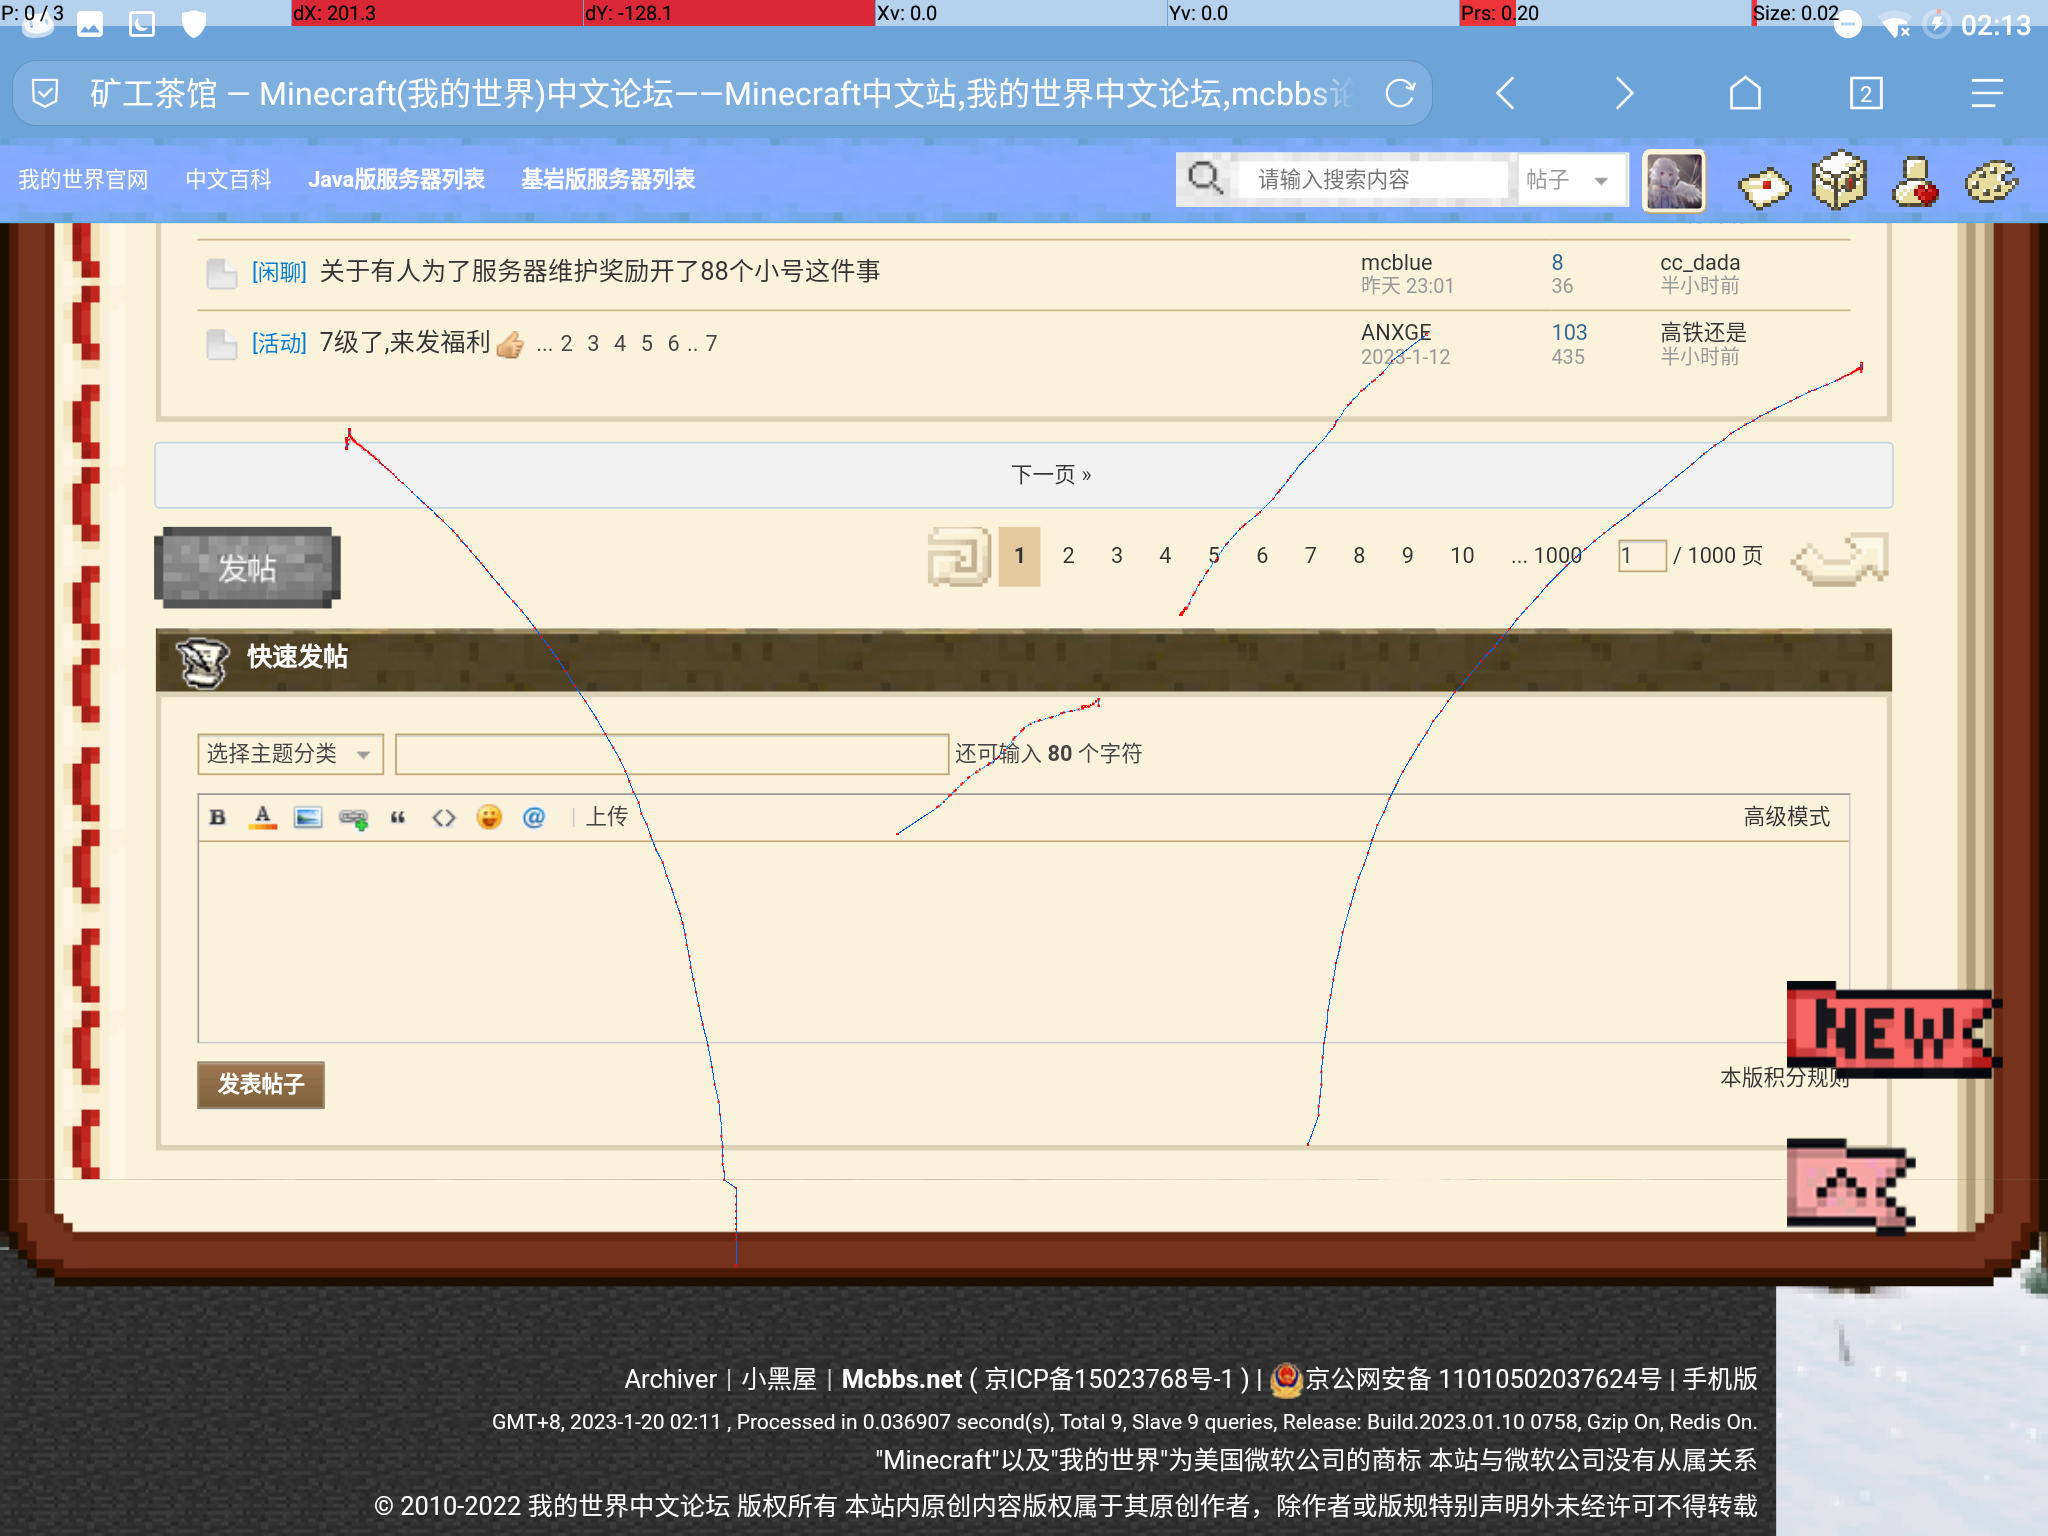 P: 0 / 3 dX: 201.3 dY: -128.1 Xv: 0.0 Yv: 0.0 Prs: 0.20 Size: 0.02
02:13
矿工茶馆 — Minecraft(我的世界)中文论坛——Minecraft中文站,我的世界中文论坛,mcbbs论
2
我的世界官网 中文百科 Java版服务器列表 基岩版服务器列表 请输入搜索内容 帖子
[闲聊] 关于有人为了服务器维护奖励开了88个小号这件事 mcblue 8 cc_dada
昨天 23:01 36 半小时前
[活动] 7级了,来发福利 ... 2 3 4 5 6 .. 7 ANXGE 103 高铁还是
2023-1-12 435 半小时前
下一页 »
发帖 1 2 3 4 5 6 7 8 9 10 ... 1000 1 / 1000 页
快速发帖
选择主题分类 还可输入 80 个字符
B A “ <> @ 上传 高级模式
NEW
发表帖子 本版积分规则
Archiver | 小黑屋 | Mcbbs.net ( 京ICP备15023768号-1 ) | 京公网安备 11010502037624号 | 手机版
GMT+8, 2023-1-20 02:11 , Processed in 0.036907 second(s), Total 9, Slave 9 queries, Release: Build.2023.01.10 0758, Gzip On, Redis On.
"Minecraft"以及"我的世界"为美国微软公司的商标 本站与微软公司没有从属关系
© 2010-2022 我的世界中文论坛 版权所有 本站内原创内容版权属于其原创作者，除作者或版规特别声明外未经许可不得转载